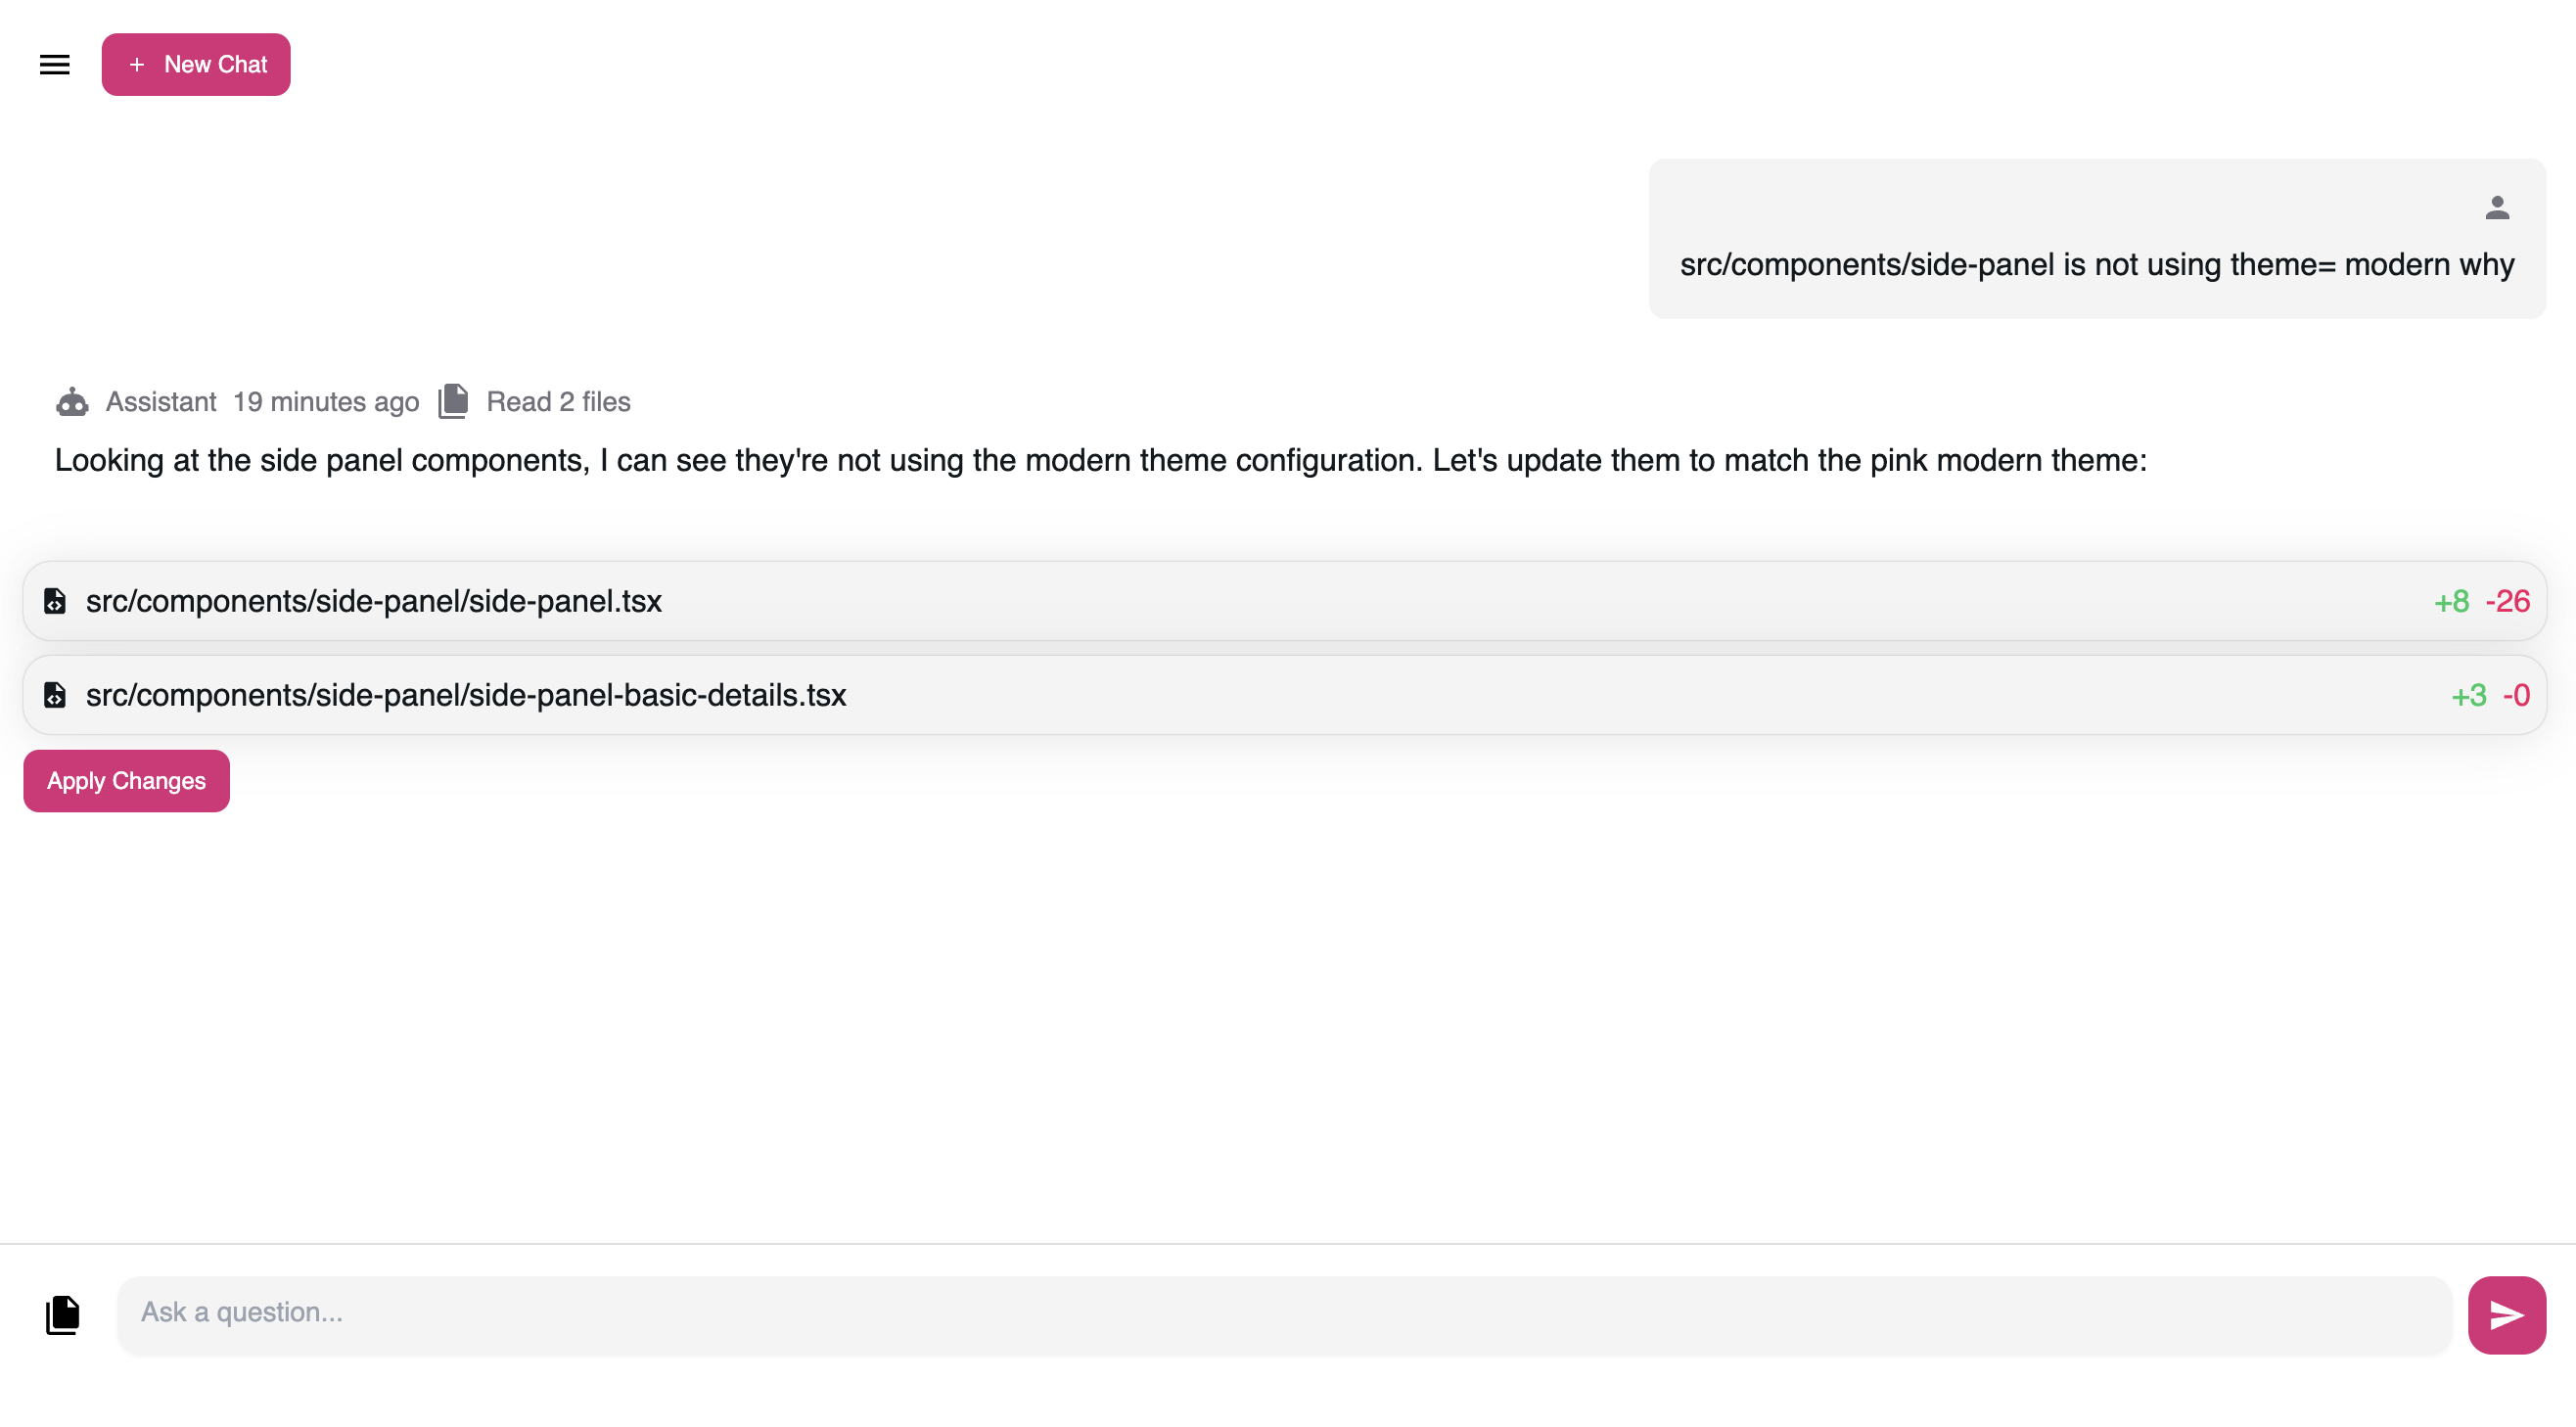 + New Chat
src/components/side-panel is not using theme= modern why
Assistant 19 minutes ago Read 2 files
Looking at the side panel components, I can see they're not using the modern theme configuration. Let's update them to match the pink modern theme:
src/components/side-panel/side-panel.tsx +8 -26
src/components/side-panel/side-panel-basic-details.tsx +3 -0
Apply Changes
Ask a question...